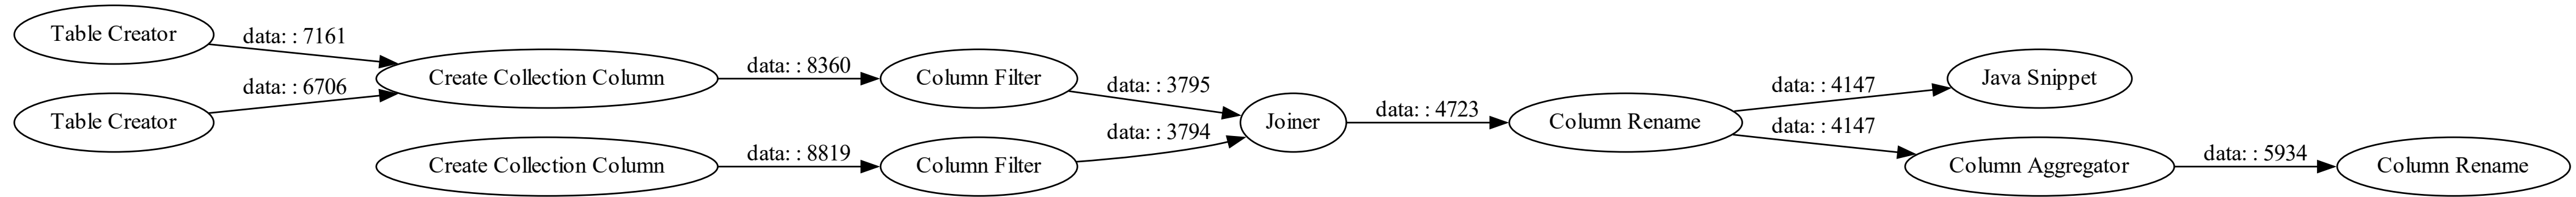 Table Creator
data: : 7161
Table Creator
data: : 6706
Create Collection Column
data: : 8360
Column Filter
data: : 3795
Create Collection Column
data: : 8819
Column Filter
data: : 3794
Joiner
data: : 4723
Column Rename
data: : 4147
Java Snippet
data: : 4147
Column Aggregator
data: : 5934
Column Rename